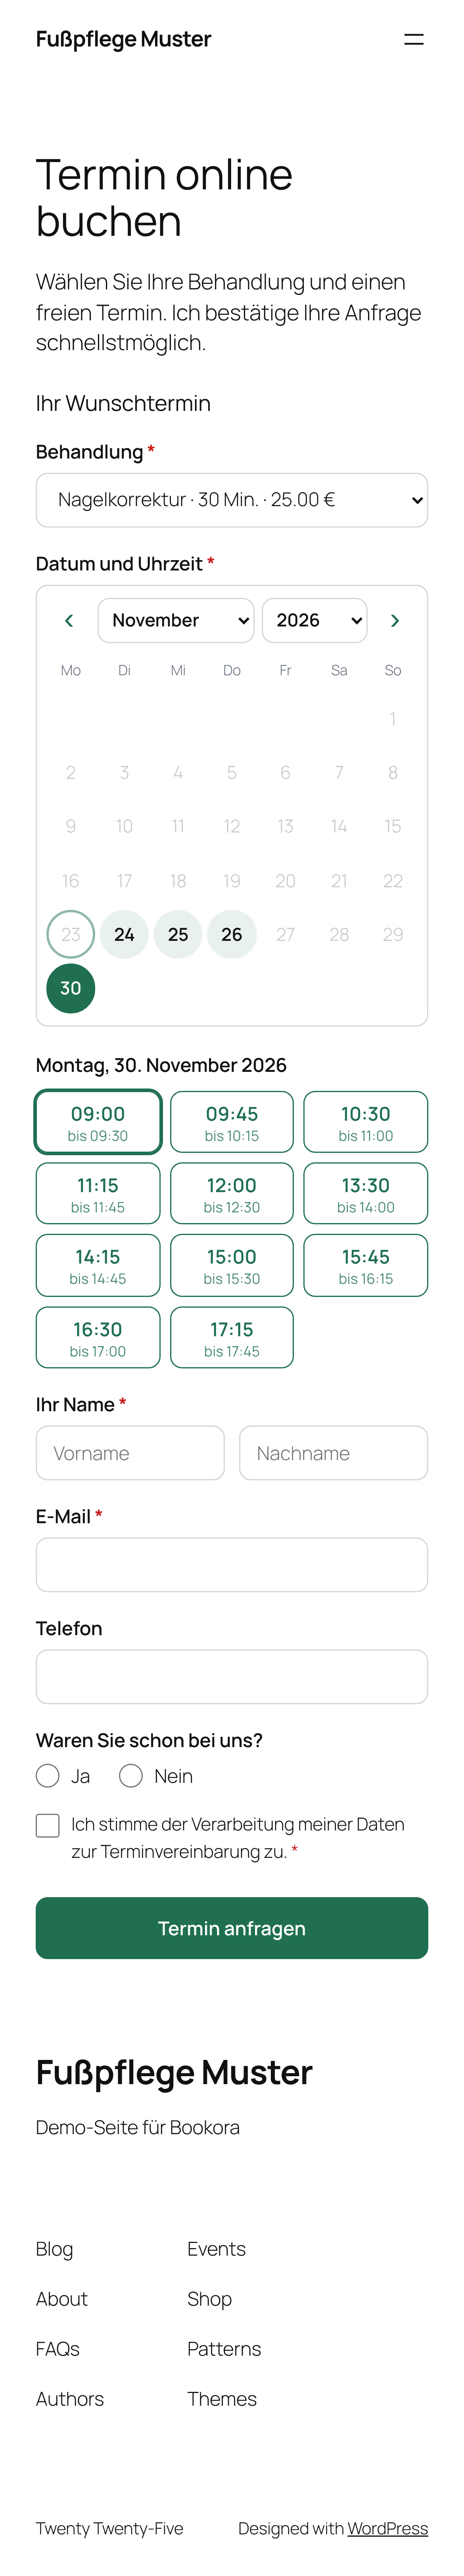 Fußpflege Muster
Termin online
buchen
Wählen Sie Ihre Behandlung und einen
freien Termin. Ich bestätige Ihre Anfrage
schnellstmöglich.
Ihr Wunschtermin
Behandlung *
Nagelkorrektur · 30 Min. · 25.00 €
Datum und Uhrzeit *
‹ November 2026 ›
Mo Di Mi Do Fr Sa So
1
2 3 4 5 6 7 8
9 10 11 12 13 14 15
16 17 18 19 20 21 22
23 24 25 26 27 28 29
30
Montag, 30. November 2026
09:00 09:45 10:30
bis 09:30 bis 10:15 bis 11:00
11:15 12:00 13:30
bis 11:45 bis 12:30 bis 14:00
14:15 15:00 15:45
bis 14:45 bis 15:30 bis 16:15
16:30 17:15
bis 17:00 bis 17:45
Ihr Name *
Vorname Nachname
E-Mail *
Telefon
Waren Sie schon bei uns?
Ja Nein
Ich stimme der Verarbeitung meiner Daten
zur Terminvereinbarung zu. *
Termin anfragen
Fußpflege Muster
Demo-Seite für Bookora
Blog Events
About Shop
FAQs Patterns
Authors Themes
Twenty Twenty-Five Designed with WordPress